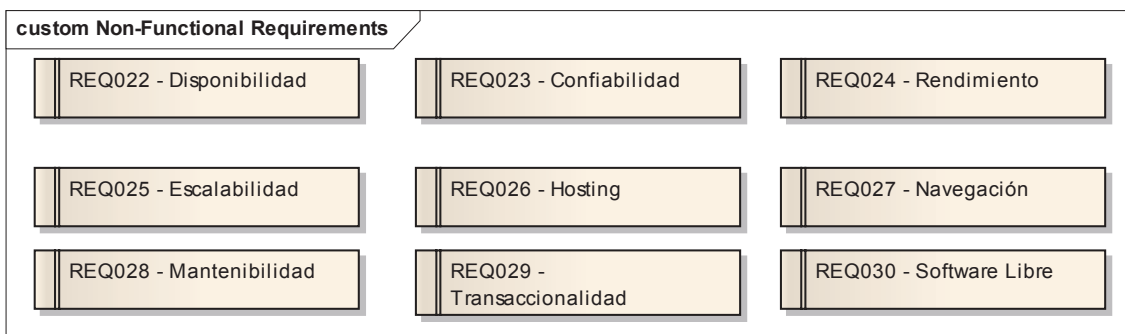 custom Non-Functional Requirements
REQ022 - Disponibilidad
REQ023 - Confiabilidad
REQ024 - Rendimiento
REQ025 - Escalabilidad
REQ026 - Hosting
REQ027 - Navegación
REQ028 - Mantenibilidad
REQ029 -
Transaccionalidad
REQ030 - Software Libre